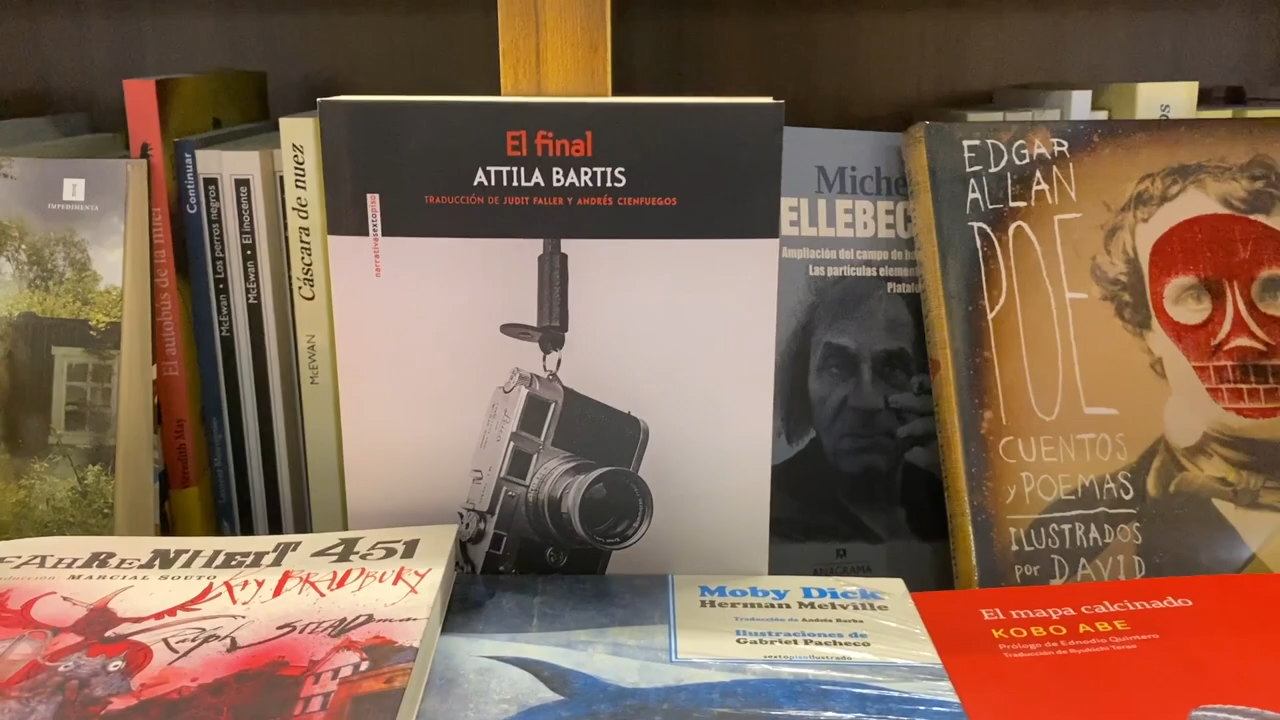 IMPEDIMENTA
El autobús de la miel
Meredith May
Continuar
McEwan • Los perros negros
McEwan • El inocente
Cáscara de nuez
McEWAN
El final
ATTILA BARTIS
TRADUCCIÓN DE JUDIT FALLER Y ANDRÉS CIENFUEGOS
narrativasextopiso
Miche
ELLEBEC
Ampliación del campo de
Las partículas elemen
Plataf
ANAGRAMA
EDGAR
ALLAN
POE
CUENTOS
y POEMAS
ILUSTRADOS
por DAVID
FAHRENHEIT 451
MARCIAL SOUTO
RAY BRADBURY
Ralph STEADman
Moby Dick
Herman Melville
Traducción de Andrés Barba
Ilustraciones de
Gabriel Pacheco
sextopisoilustrado
El mapa calcinado
KOBO ABE
Prólogo de Ednodio Quintero
Traducción de Ryukichi Terao